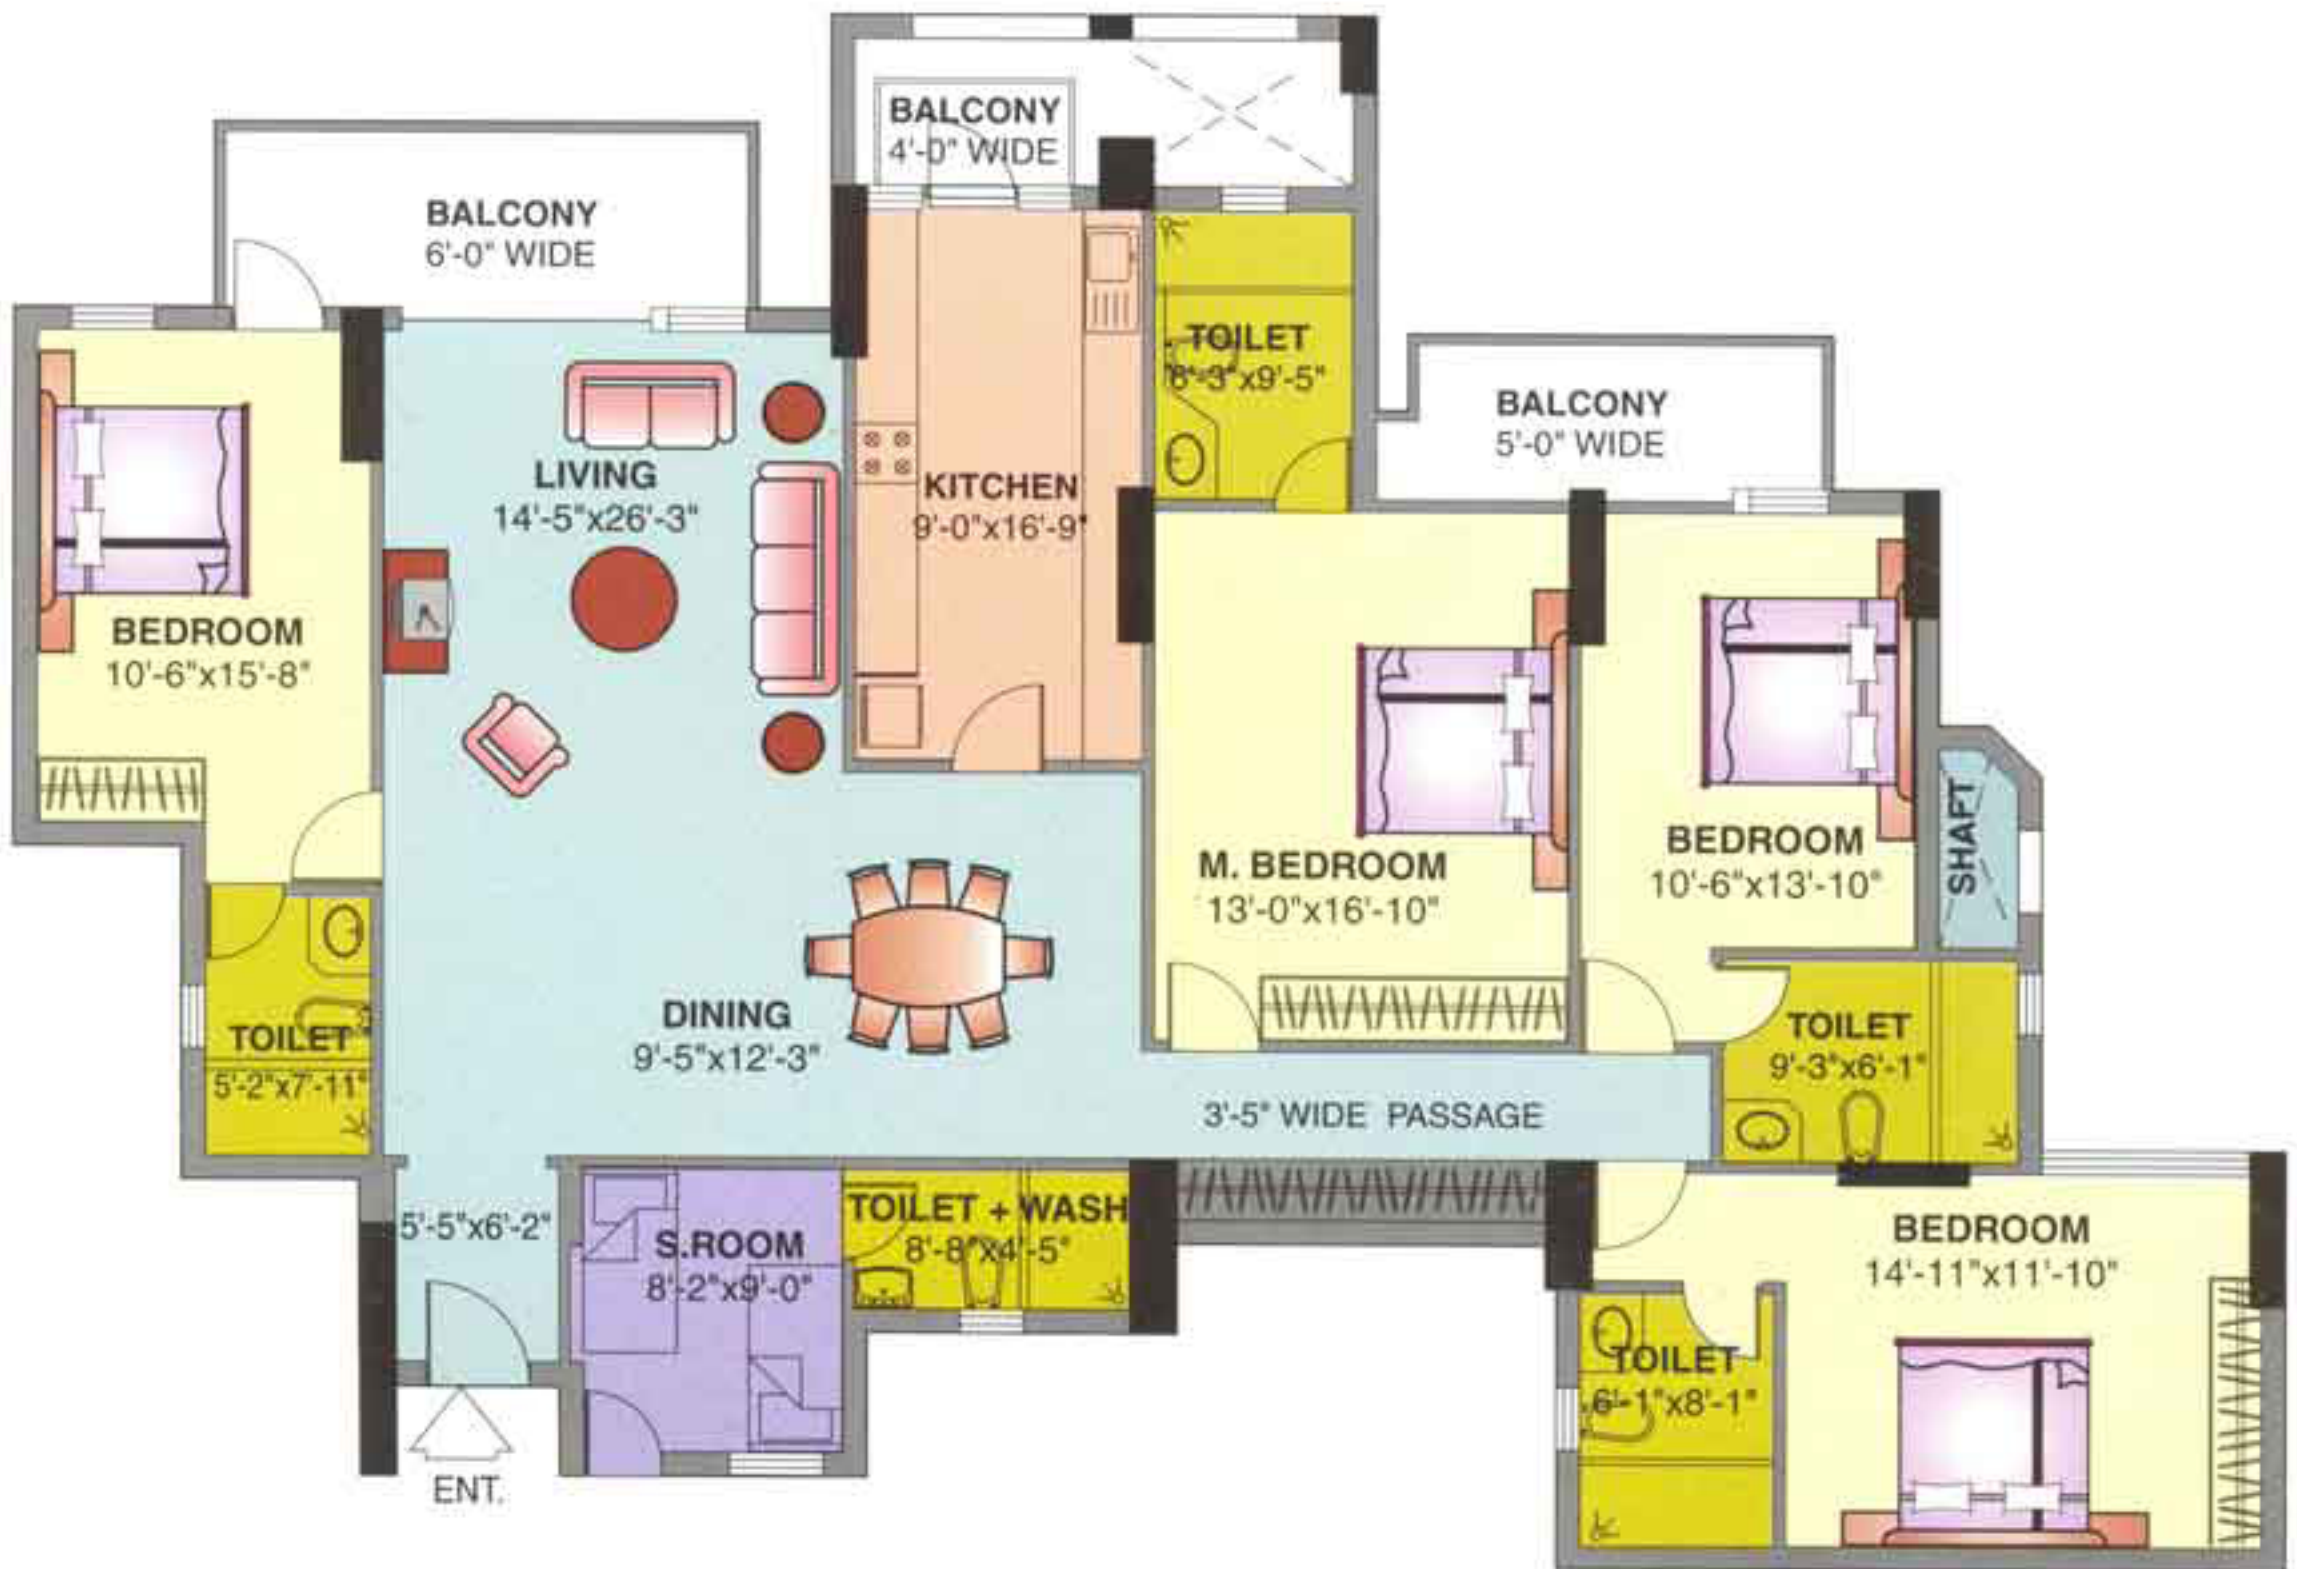 BALCONY
4'-0" WIDE
BALCONY
6'-0" WIDE
TOILET
6'-3"x9'-5"
BALCONY
5'-0" WIDE
LIVING
14'-5"x26'-3"
KITCHEN
9'-0"x16'-9"
BEDROOM
10'-6"x15'-8"
M. BEDROOM
13'-0"x16'-10"
BEDROOM
10'-6"x13'-10"
SHAFT
DINING
9'-5"x12'-3"
TOILET
5'-2"x7'-11"
TOILET
9'-3"x6'-1"
3'-5" WIDE PASSAGE
5'-5"x6'-2"
S.ROOM
8'-2"x9'-0"
TOILET + WASH
8'-8"x4'-5"
BEDROOM
14'-11"x11'-10"
TOILET
6'-1"x8'-1"
ENT.